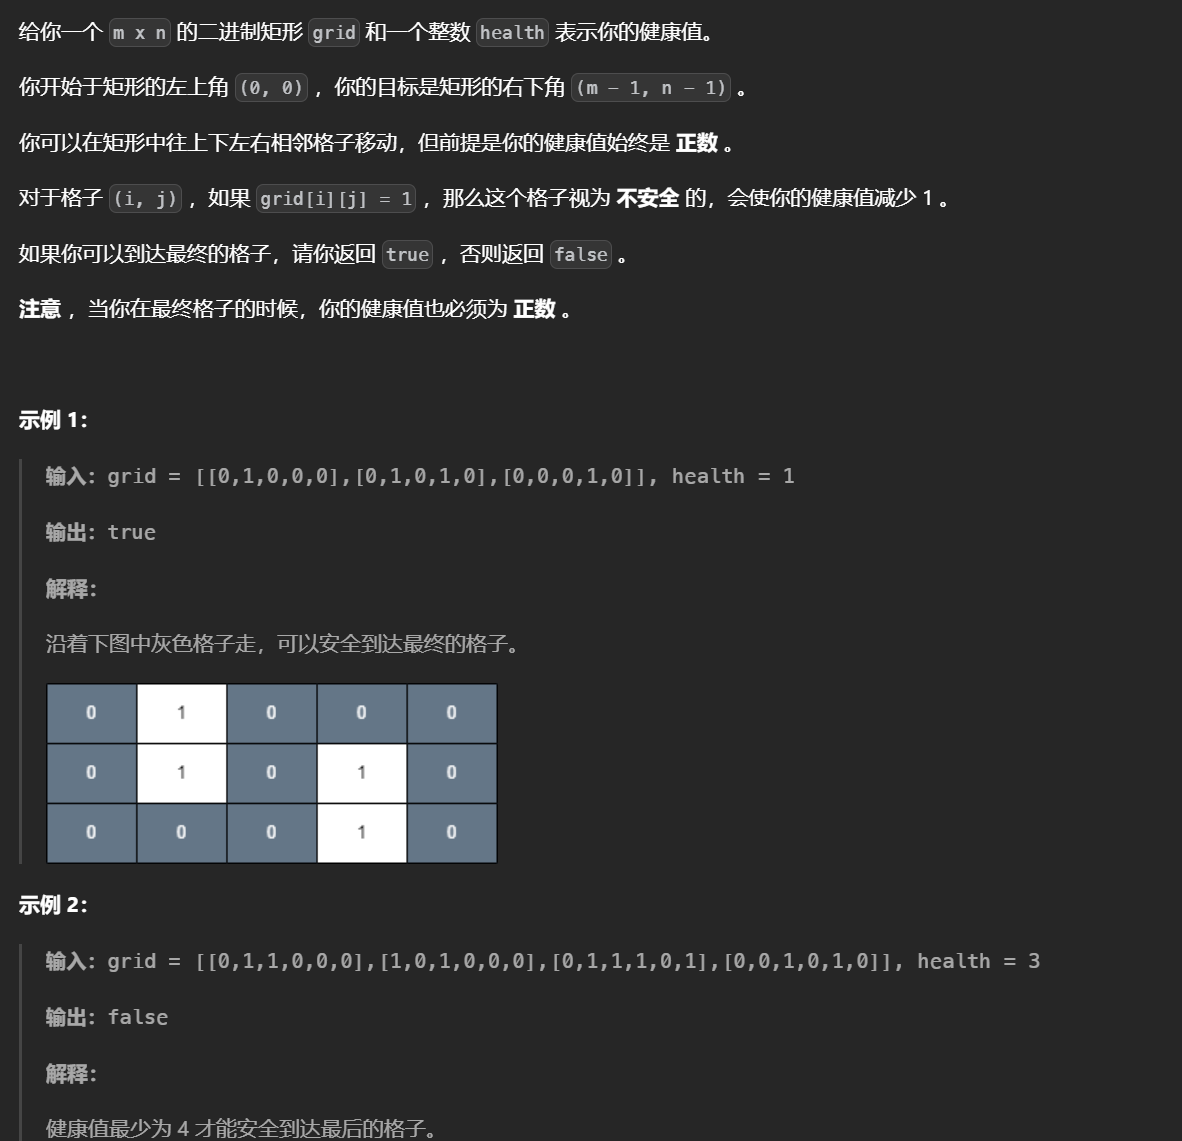 给你一个 m x n 的二进制矩形 grid 和一个整数 health 表示你的健康值。
你开始于矩形的左上角 (0, 0) ，你的目标是矩形的右下角 (m - 1, n - 1) 。
你可以在矩形中往上下左右相邻格子移动，但前提是你的健康值始终是 正数 。
对于格子 (i, j) ，如果 grid[i][j] = 1 ，那么这个格子视为 不安全 的，会使你的健康值减少 1 。
如果你可以到达最终的格子，请你返回 true ，否则返回 false 。
注意 ，当你在最终格子的时候，你的健康值也必须为 正数 。
示例 1：
输入：grid = [[0,1,0,0,0],[0,1,0,1,0],[0,0,0,1,0]], health = 1
输出：true
解释：
沿着下图中灰色格子走，可以安全到达最终的格子。
0 1 0 0 0
0 1 0 1 0
0 0 0 1 0
示例 2：
输入：grid = [[0,1,1,0,0,0],[1,0,1,0,0,0],[0,1,1,1,0,1],[0,0,1,0,1,0]], health = 3
输出：false
解释：
健康值最少为 4 才能安全到达最后的格子。